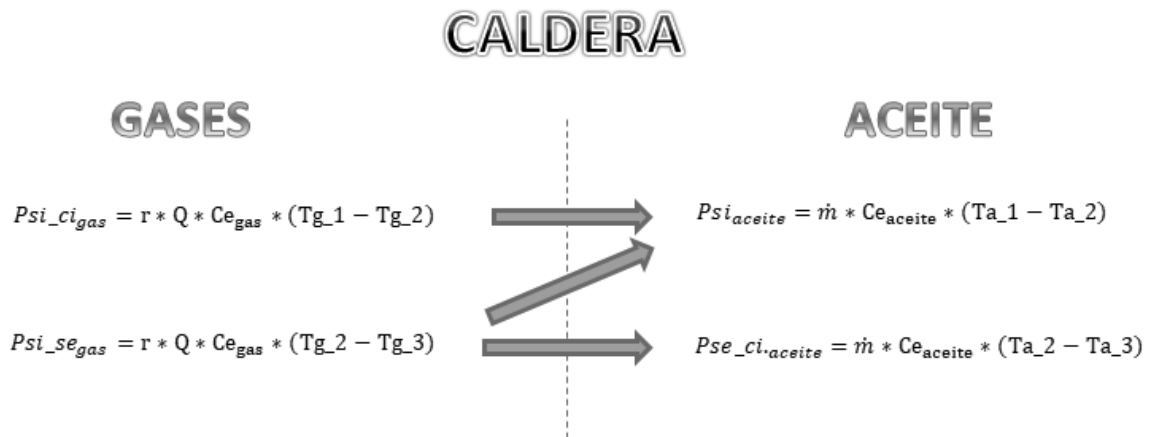 CALDERA
GASES
ACEITE
Psi_ci_gas = r * Q * Ce_gas * (Tg_1 − Tg_2)
Psi_aceite = ṁ * Ce_aceite * (Ta_1 − Ta_2)
Psi_se_gas = r * Q * Ce_gas * (Tg_2 − Tg_3)
Pse_ci._aceite = ṁ * Ce_aceite * (Ta_2 − Ta_3)